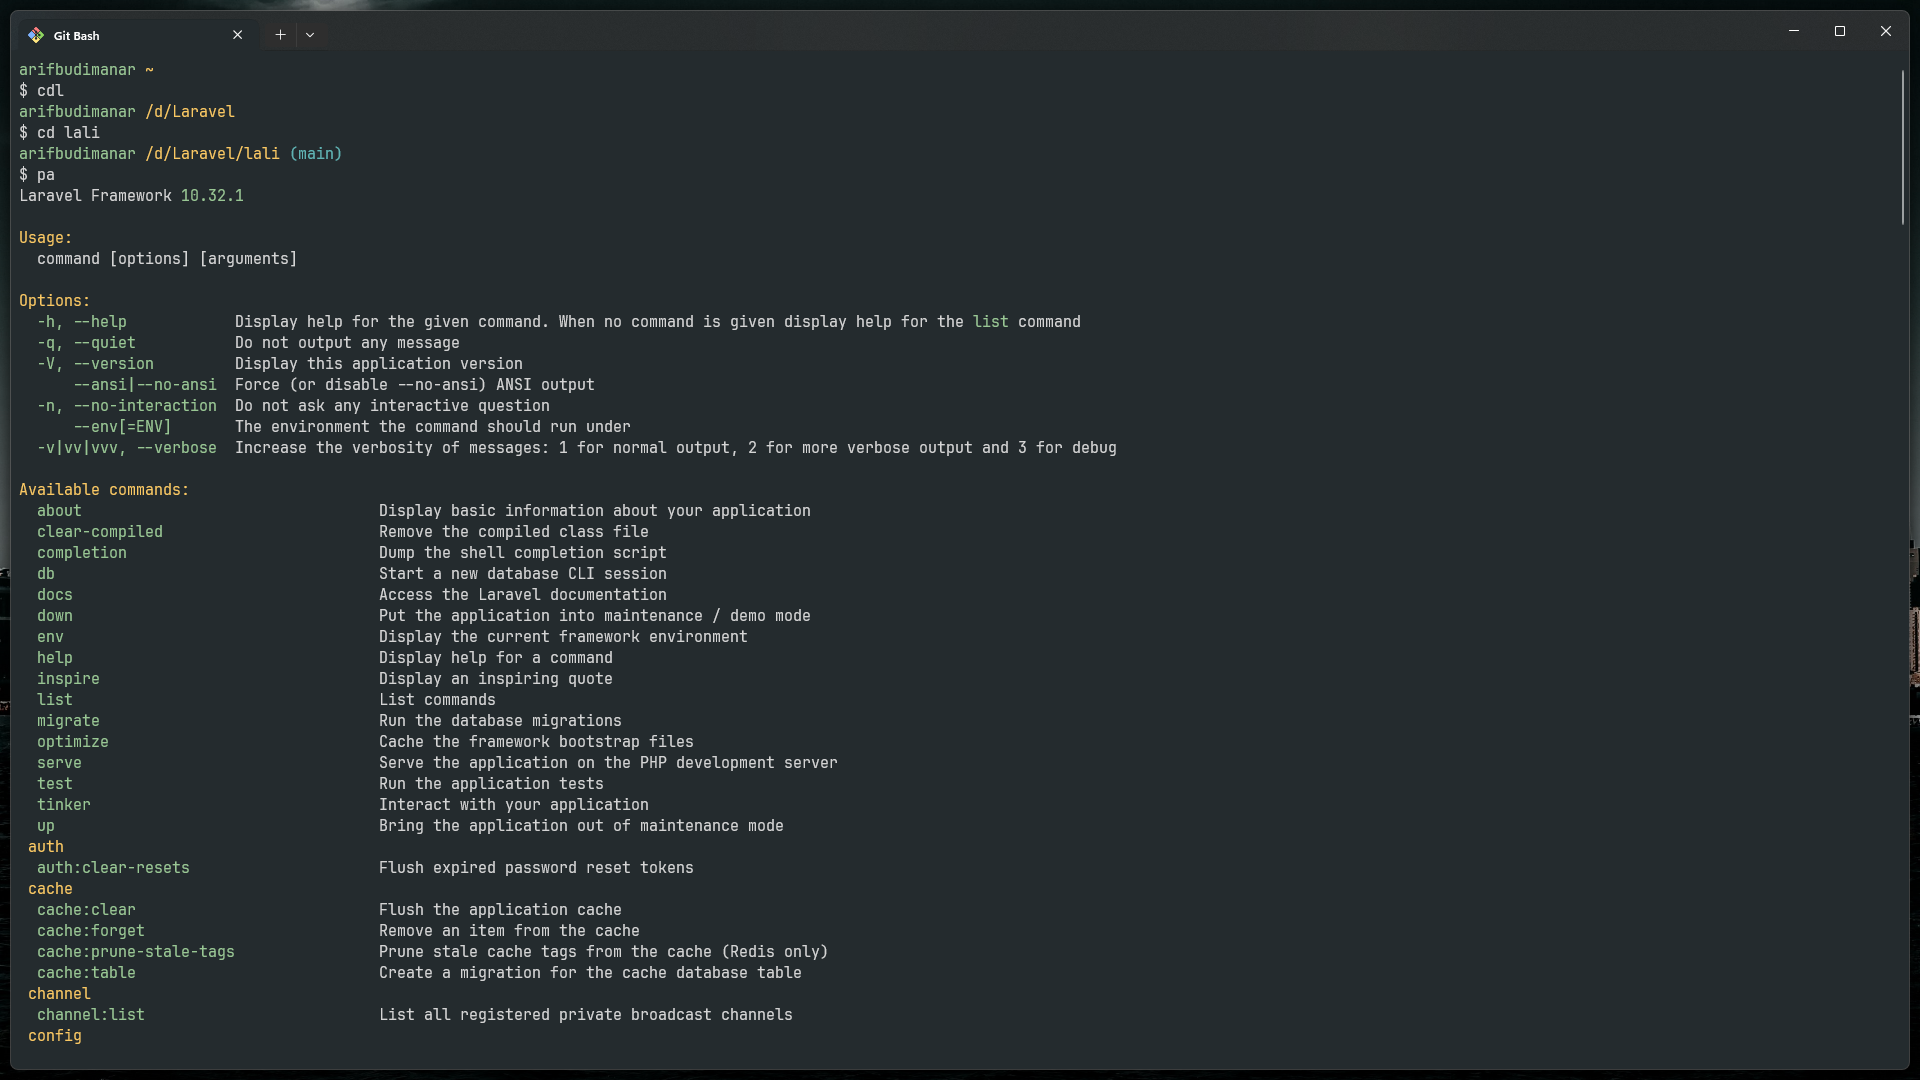 Git Bash
arifbudimanar ~
$ cdl
arifbudimanar /d/Laravel
$ cd lali
arifbudimanar /d/Laravel/lali (main)
$ pa
Laravel Framework 10.32.1
Usage:
command [options] [arguments]
Options:
-h, --help Display help for the given command. When no command is given display help for the list command
-q, --quiet Do not output any message
-V, --version Display this application version
--ansi|--no-ansi Force (or disable --no-ansi) ANSI output
-n, --no-interaction Do not ask any interactive question
--env[=ENV] The environment the command should run under
-v|vv|vvv, --verbose Increase the verbosity of messages: 1 for normal output, 2 for more verbose output and 3 for debug
Available commands:
about Display basic information about your application
clear-compiled Remove the compiled class file
completion Dump the shell completion script
db Start a new database CLI session
docs Access the Laravel documentation
down Put the application into maintenance / demo mode
env Display the current framework environment
help Display help for a command
inspire Display an inspiring quote
list List commands
migrate Run the database migrations
optimize Cache the framework bootstrap files
serve Serve the application on the PHP development server
test Run the application tests
tinker Interact with your application
up Bring the application out of maintenance mode
auth
auth:clear-resets Flush expired password reset tokens
cache
cache:clear Flush the application cache
cache:forget Remove an item from the cache
cache:prune-stale-tags Prune stale cache tags from the cache (Redis only)
cache:table Create a migration for the cache database table
channel
channel:list List all registered private broadcast channels
config